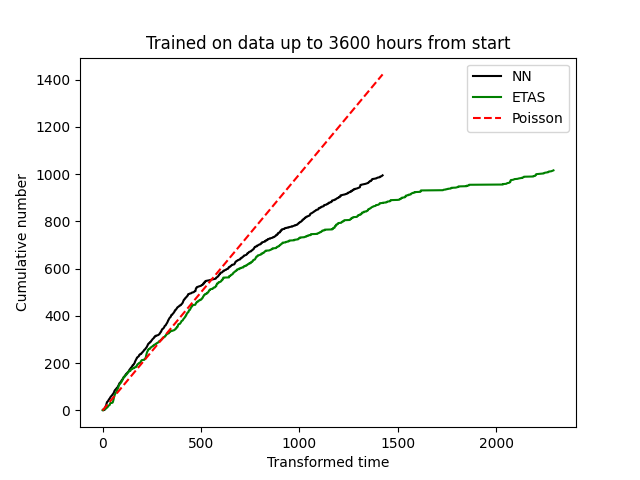 Trained on data up to 3600 hours from start
NN
ETAS
Poisson
1400
1200
1000
800
600
400
200
0
Cumulative number
0 500 1000 1500 2000
Transformed time